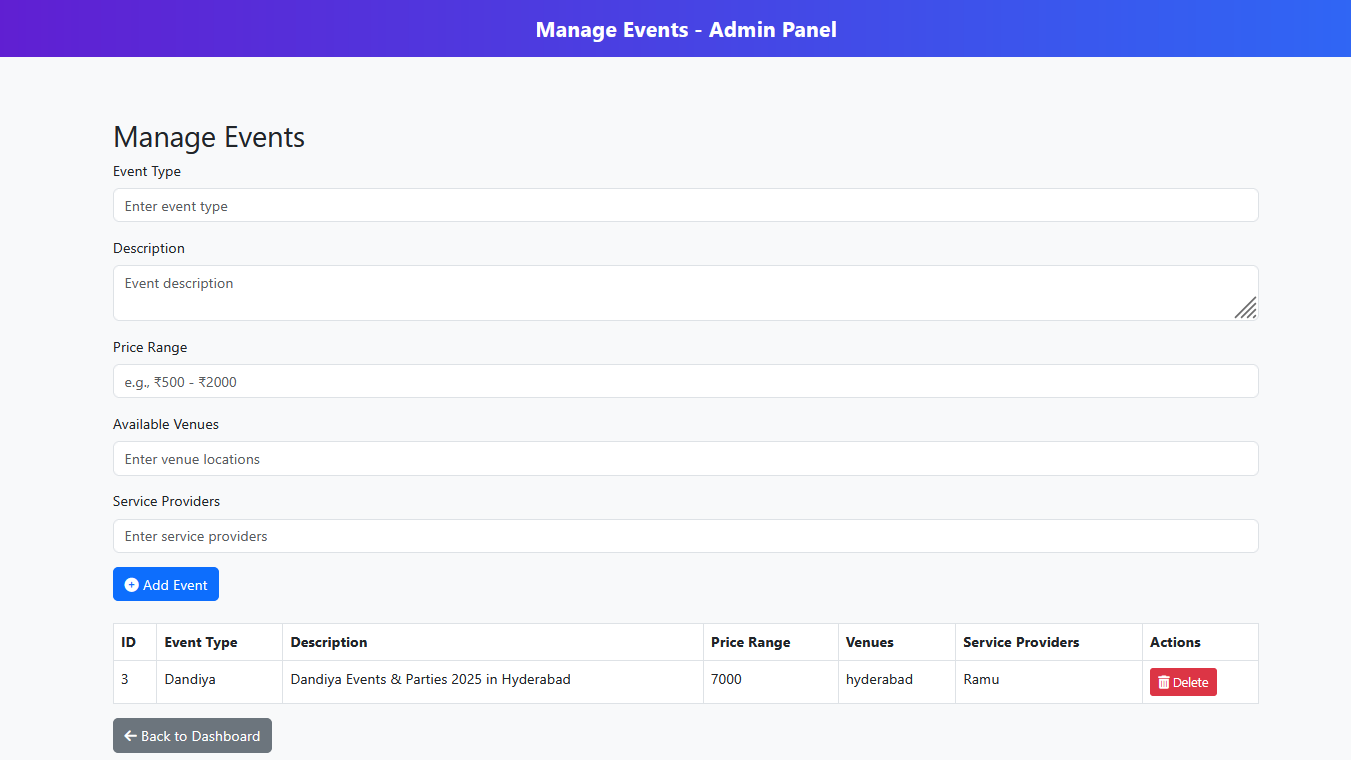 Manage Events - Admin Panel
Manage Events
Event Type
Enter event type
Description
Event description
Price Range
e.g., ₹500 - ₹2000
Available Venues
Enter venue locations
Service Providers
Enter service providers
Add Event
ID Event Type Description Price Range Venues Service Providers Actions
3 Dandiya Dandiya Events & Parties 2025 in Hyderabad 7000 hyderabad Ramu Delete
Back to Dashboard